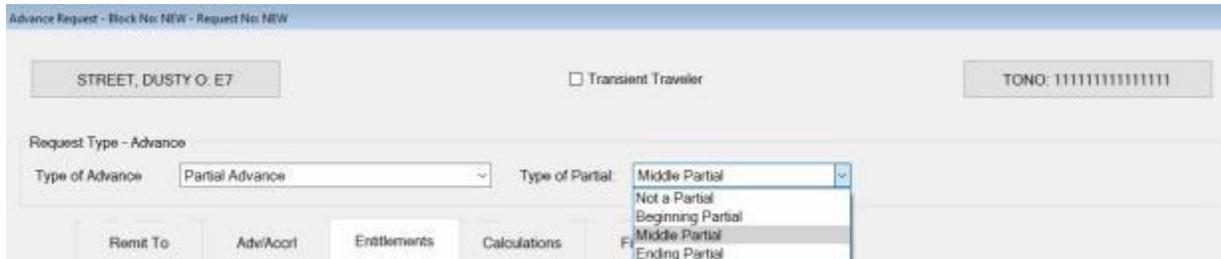 Advance Request - Block No: NEW - Request No: NEW
STREET, DUSTY O. E7
Transient Traveler
TONO: 111111111111111
Request Type - Advance
Type of Advance
Partial Advance
Type of Partial:
Middle Partial
Not a Partial
Beginning Partial
Middle Partial
Ending Partial
Remit To
Adv/Accrl
Entitlements
Calculations